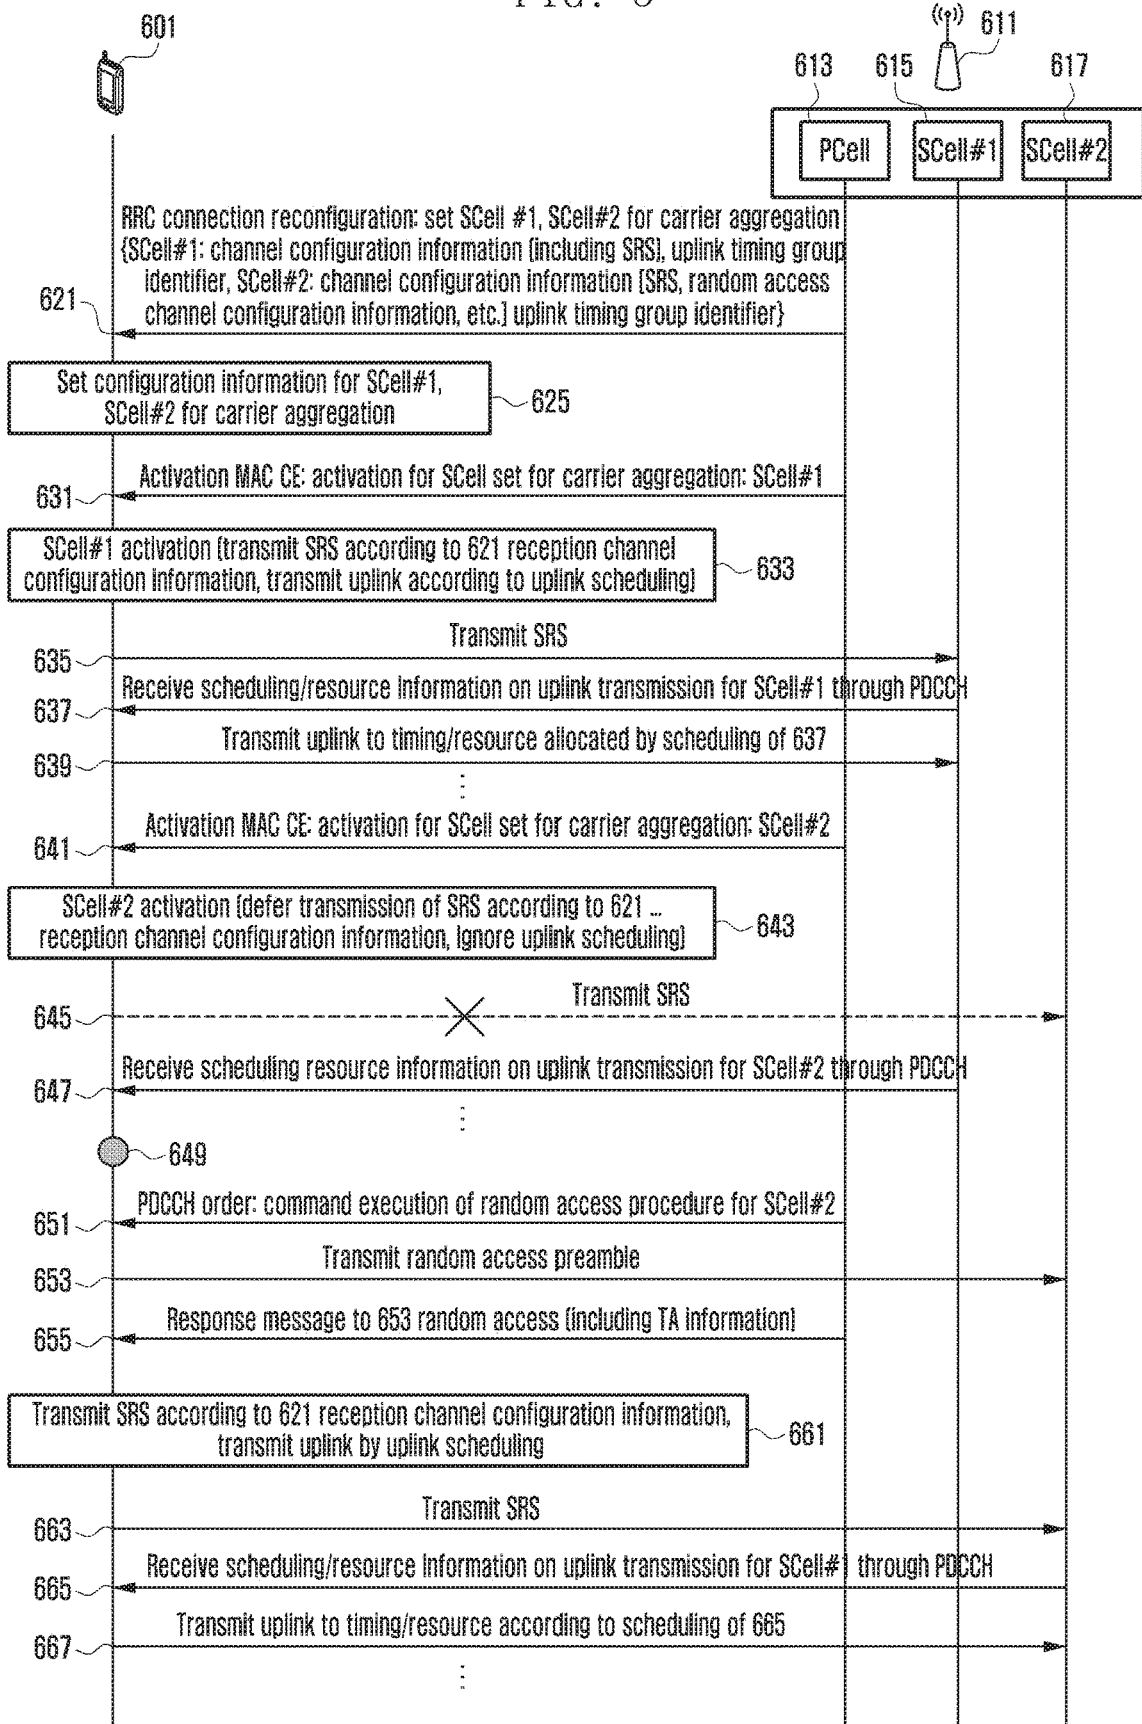 601
611
613
615
617
PCell
SCell#1
SCell#2
RRC connection reconfiguration: set SCell #1, SCell#2 for carrier aggregation
{SCell#1: channel configuration information (including SRS), uplink timing group
identifier, SCell#2: channel configuration information (SRS, random access
channel configuration information, etc.) uplink timing group identifier}
621
Set configuration information for SCell#1,
SCell#2 for carrier aggregation
625
Activation MAC CE: activation for SCell set for carrier aggregation: SCell#1
631
SCell#1 activation (transmit SRS according to 621 reception channel
configuration information, transmit uplink according to uplink scheduling)
633
Transmit SRS
635
Receive scheduling/resource information on uplink transmission for SCell#1 through PDCCH
637
Transmit uplink to timing/resource allocated by scheduling of 637
639
Activation MAC CE: activation for SCell set for carrier aggregation: SCell#2
641
SCell#2 activation (defer transmission of SRS according to 621 ...
reception channel configuration information, ignore uplink scheduling)
643
Transmit SRS
645
Receive scheduling resource information on uplink transmission for SCell#2 through PDCCH
647
649
PDCCH order: command execution of random access procedure for SCell#2
651
Transmit random access preamble
653
Response message to 653 random access (including TA information)
655
Transmit SRS according to 621 reception channel configuration information,
transmit uplink by uplink scheduling
661
Transmit SRS
663
Receive scheduling/resource information on uplink transmission for SCell#1 through PDCCH
665
Transmit uplink to timing/resource according to scheduling of 665
667